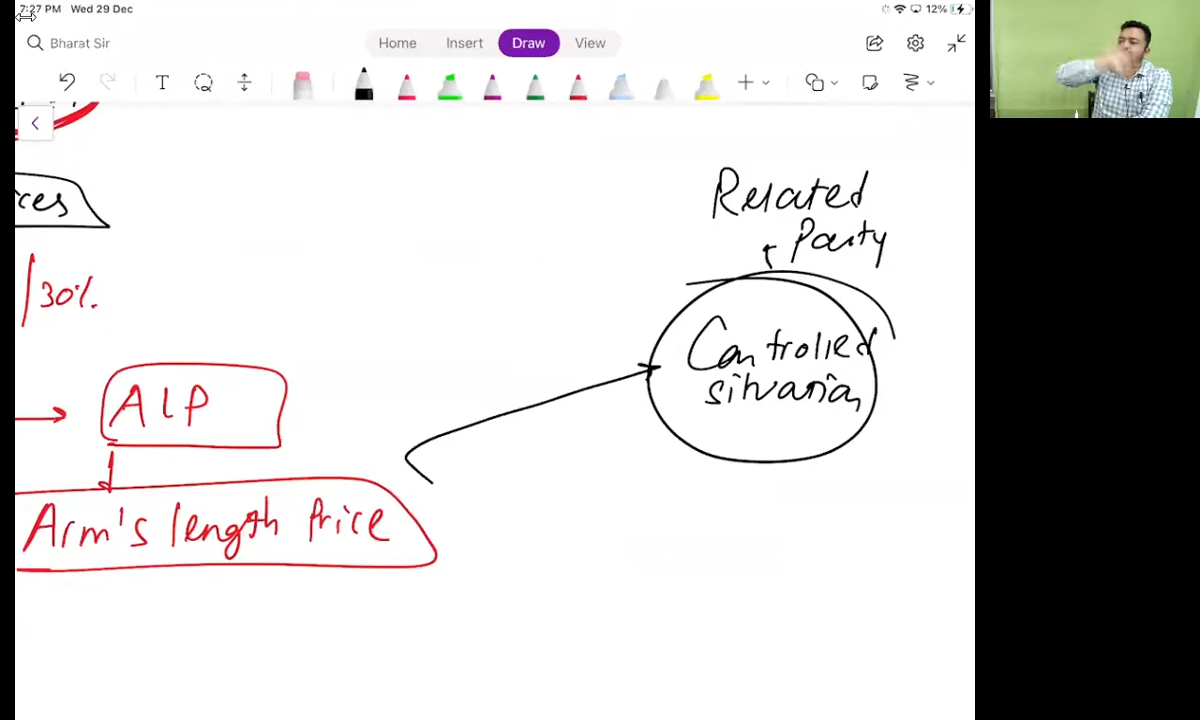 7:27 PM Wed 29 Dec
12%
Bharat Sir
Home Insert Draw View
T
ces
Related
Party
/30%.
Controlled
situation
ALP
Arm's length Price